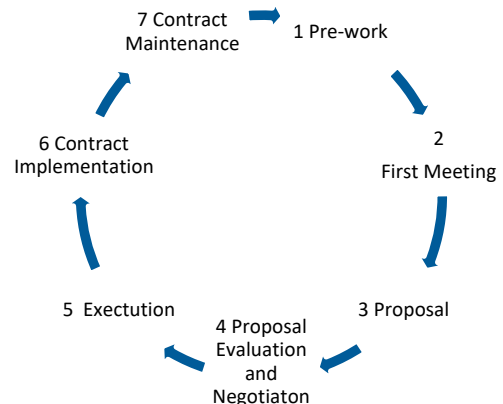 1 Pre-work
2
First Meeting
3 Proposal
4 Proposal
Evaluation
and
Negotiaton
5  Exectution
6 Contract
Implementation
7 Contract
Maintenance